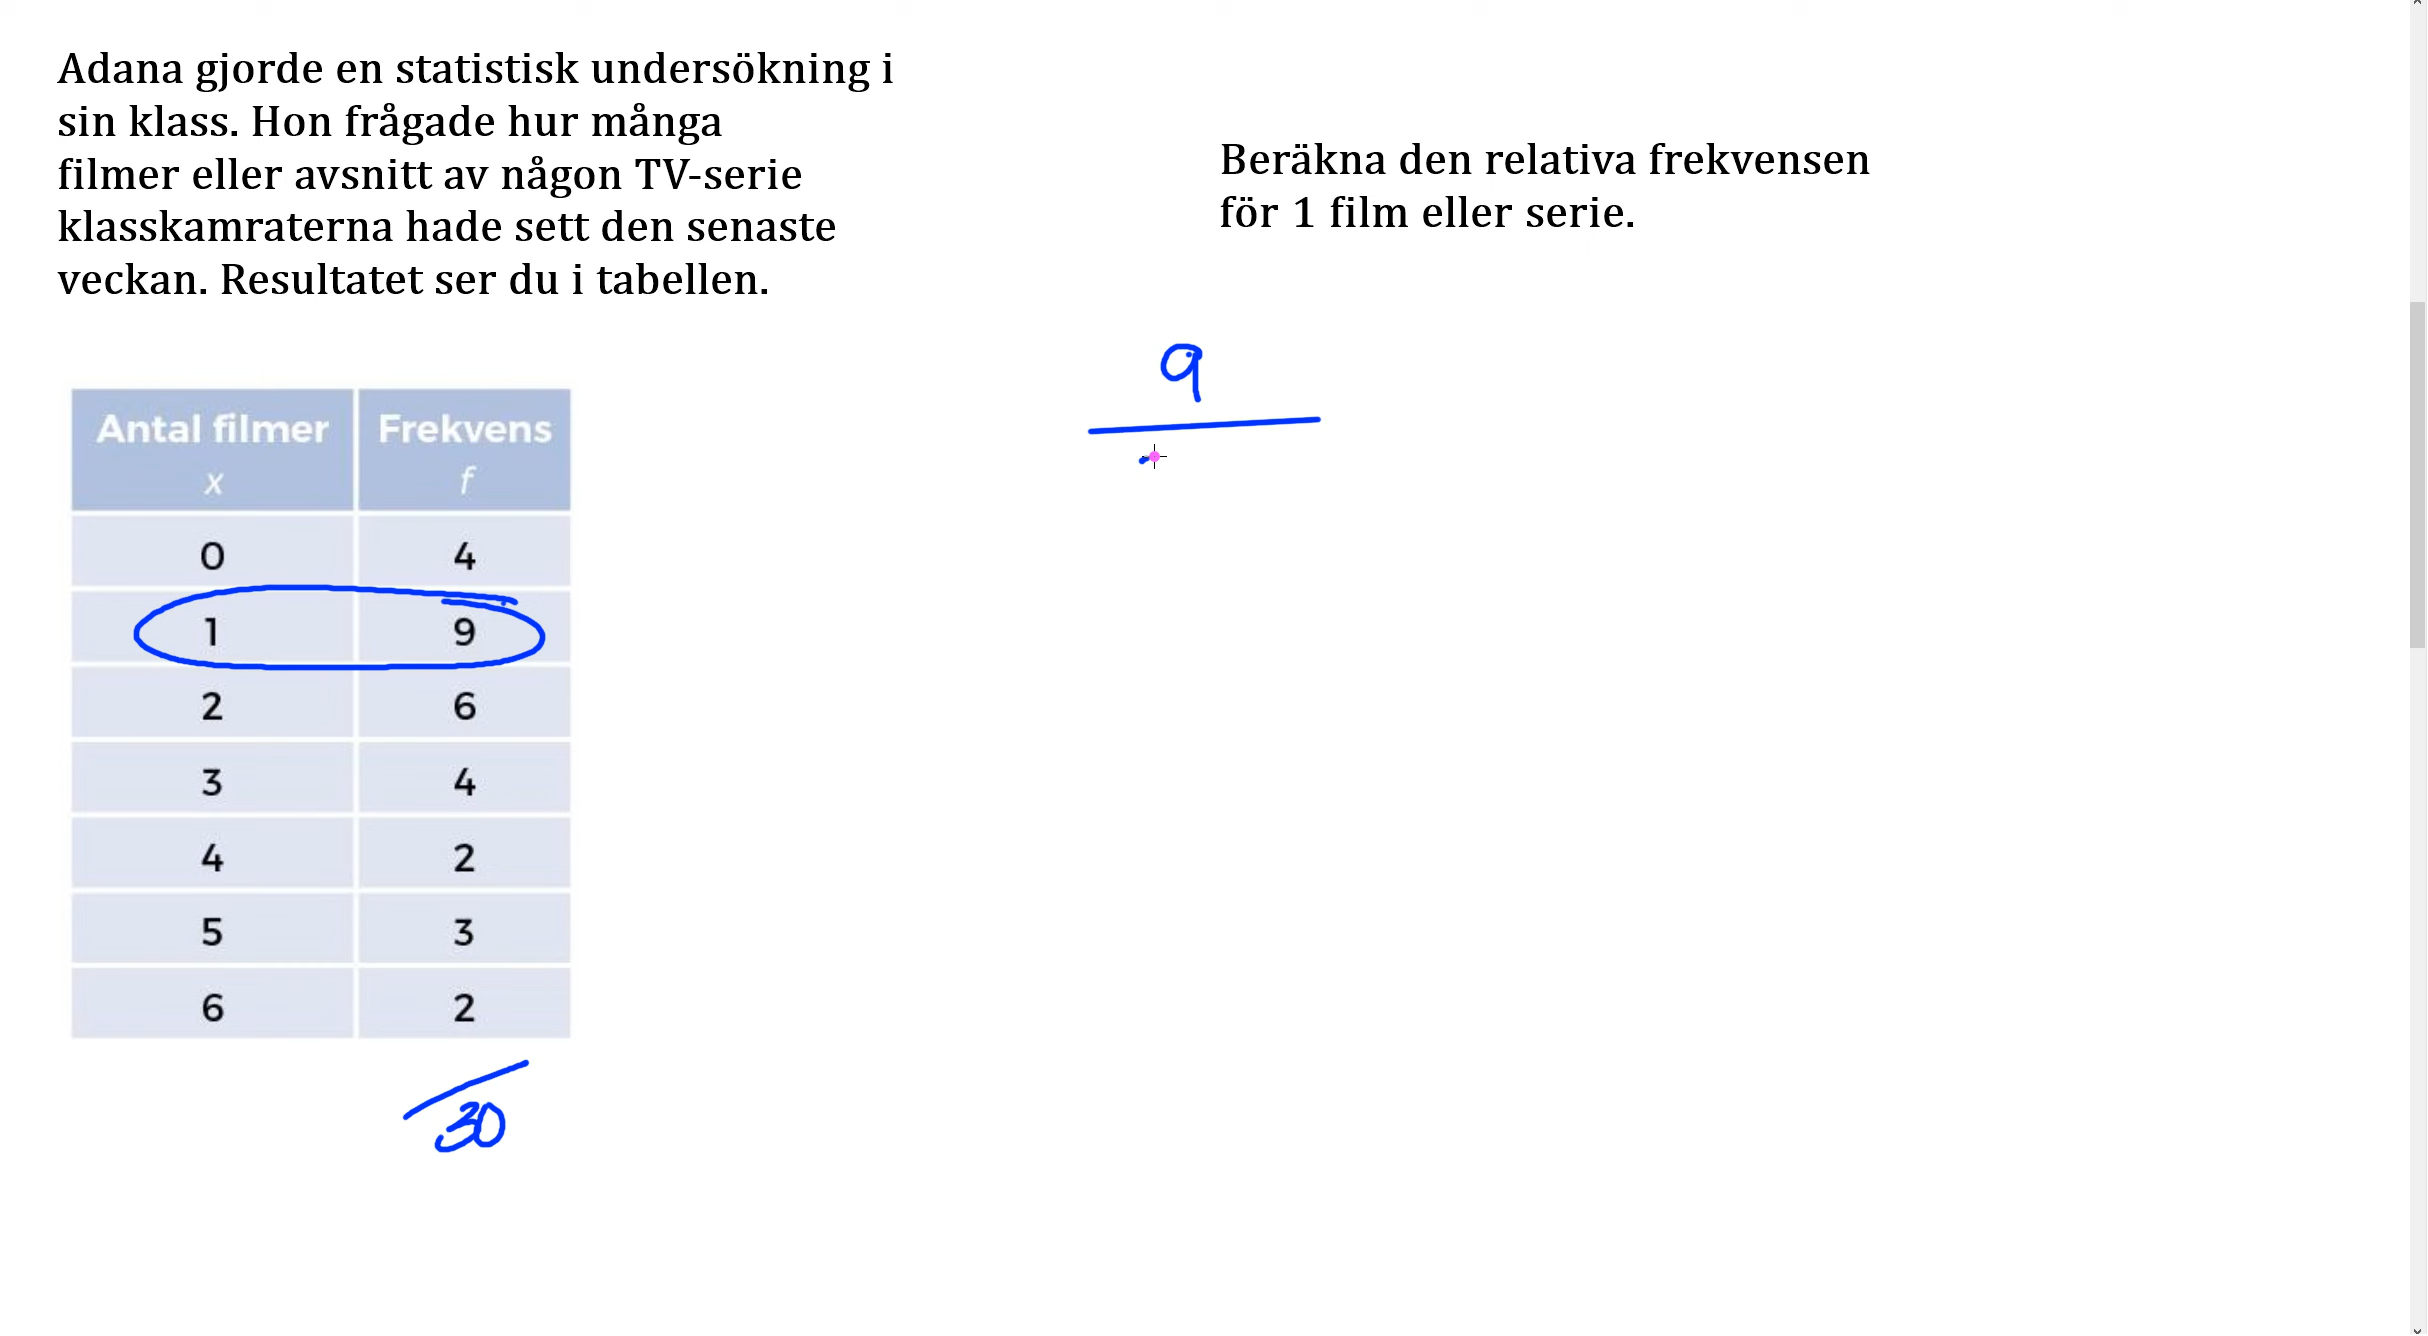 Adana gjorde en statistisk undersökning i
sin klass. Hon frågade hur många
filmer eller avsnitt av någon TV-serie
klasskamraterna hade sett den senaste
veckan. Resultatet ser du i tabellen.
Beräkna den relativa frekvensen
för 1 film eller serie.
9
Antal filmer Frekvens
x f
0 4
1 9
2 6
3 4
4 2
5 3
6 2
30